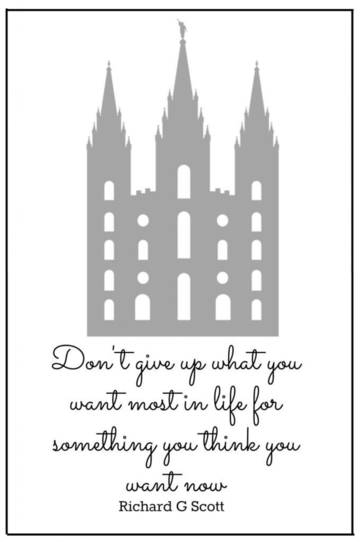 Don't give up what you
want most in life for
something you think you
want now
Richard G Scott